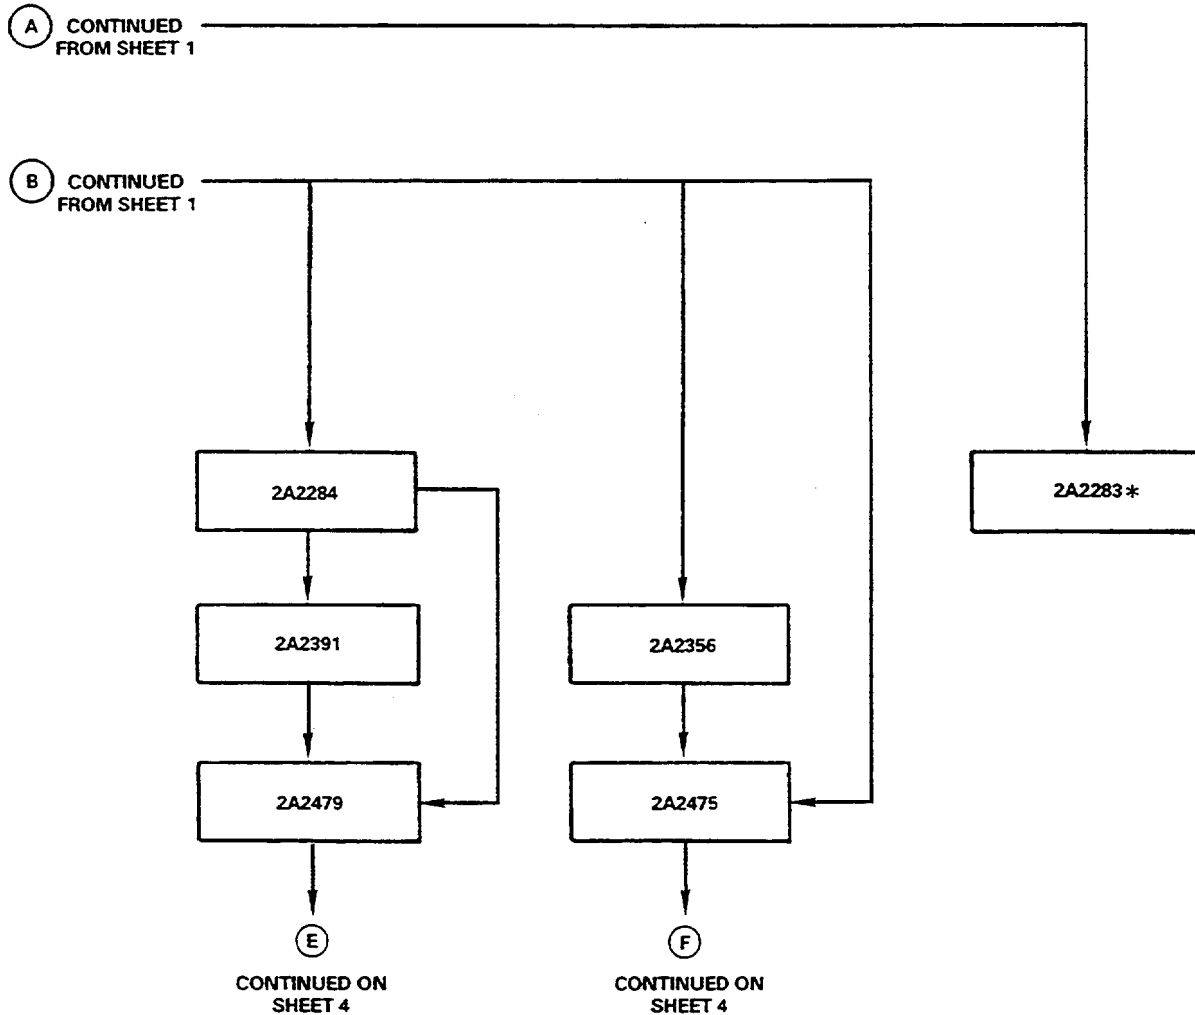 A CONTINUED
FROM SHEET 1
B CONTINUED
FROM SHEET 1
2A2284
2A2283*
2A2391
2A2356
2A2479
2A2475
E
F
CONTINUED ON
SHEET 4
CONTINUED ON
SHEET 4